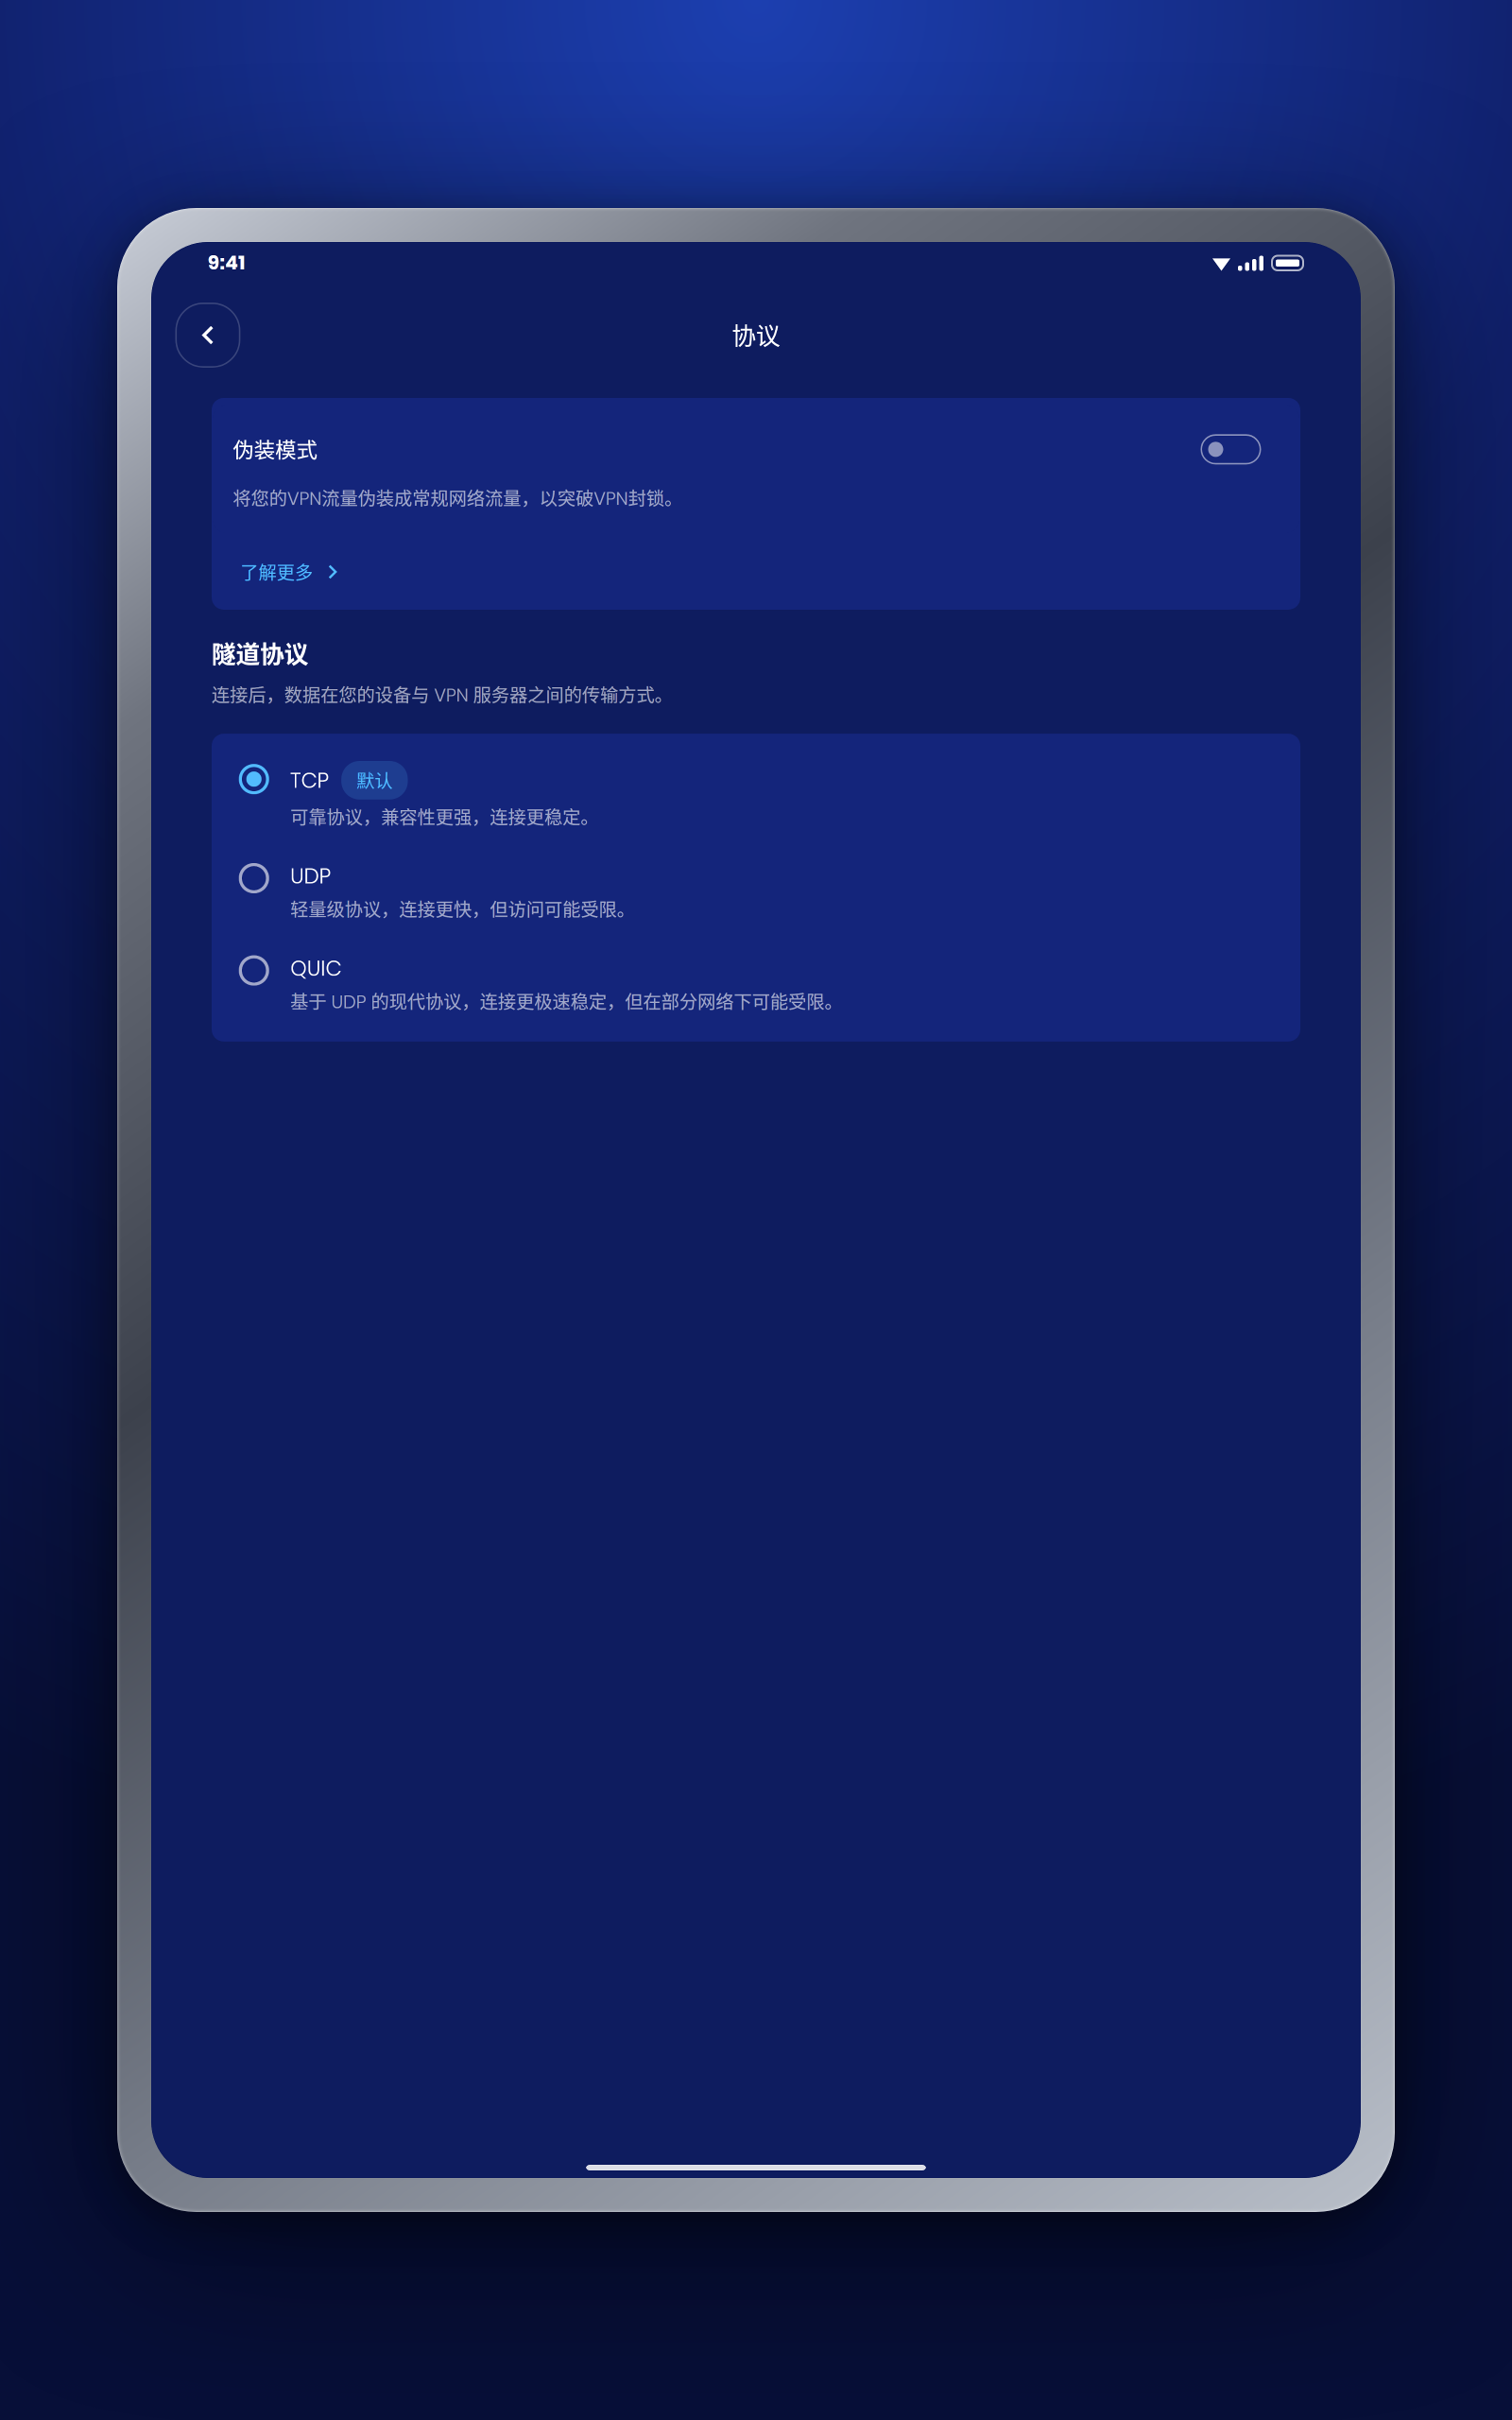 9:41
协议
伪装模式
将您的VPN流量伪装成常规网络流量，以突破VPN封锁。
了解更多
隧道协议
连接后，数据在您的设备与 VPN 服务器之间的传输方式。
TCP 默认
可靠协议，兼容性更强，连接更稳定。
UDP
轻量级协议，连接更快，但访问可能受限。
QUIC
基于 UDP 的现代协议，连接更极速稳定，但在部分网络下可能受限。